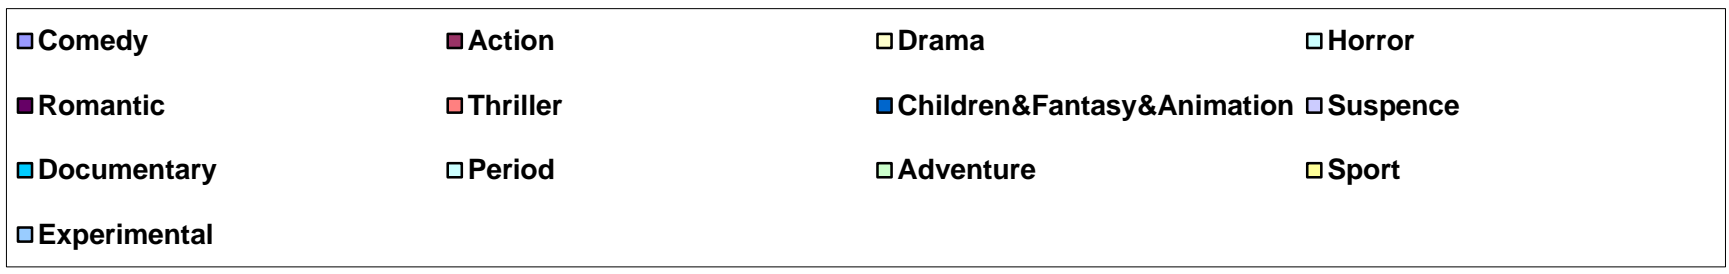 Comedy Action Drama Horror
Romantic Thriller Children&Fantasy&Animation Suspence
Documentary Period Adventure Sport
Experimental